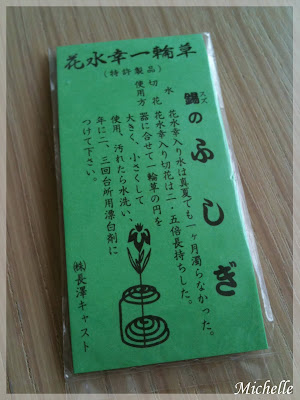 花水幸一輪草
(特許製品)
スズ
錫のふしぎ
水 花水幸入り水は真夏でも一ヶ月濁らなかった。
切花 花水幸入り切花は二・五倍長持ちした。
使用方 器に合せて一輪草の円を
大きく、小さくして
使用、汚れたら水洗い、
年に二、三回台所用漂白剤に
つけて下さい。
㈱長澤キャスト
Michelle